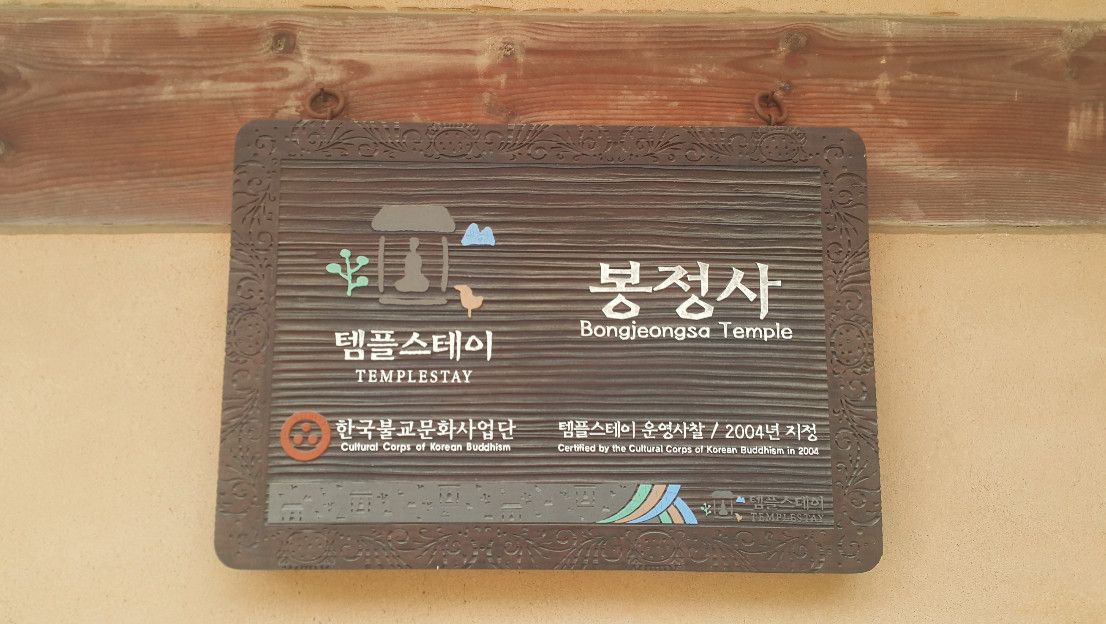 템플스테이
TEMPLESTAY
봉정사
Bongjeongsa Temple
한국불교문화사업단
Cultural Corps of Korean Buddhism
템플스테이 운영사찰 / 2004년 지정
Certified by the Cultural Corps of Korean Buddhism in 2004
템플스테이
TEMPLESTAY